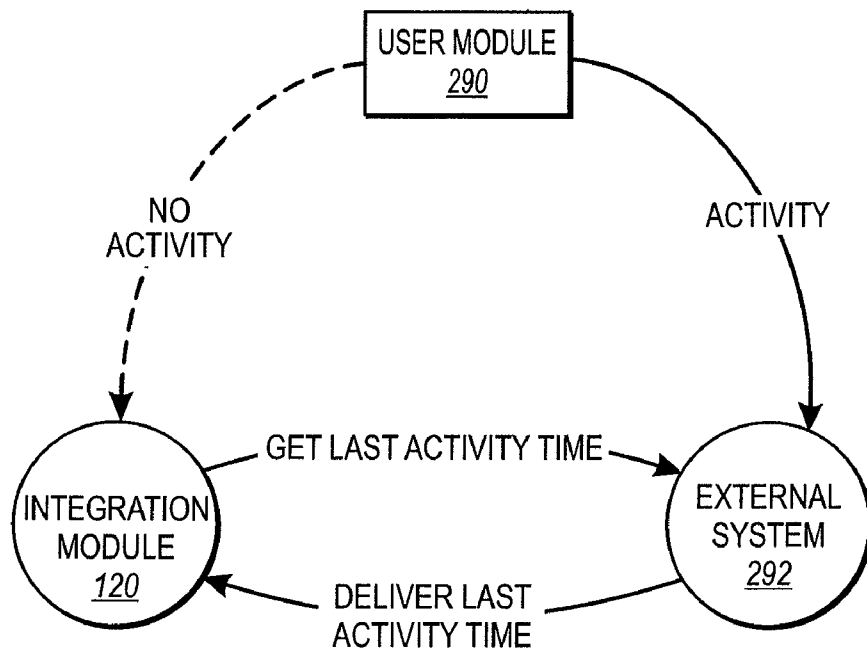 USER MODULE
290
NO
ACTIVITY
ACTIVITY
GET LAST ACTIVITY TIME
INTEGRATION
MODULE
120
EXTERNAL
SYSTEM
292
DELIVER LAST
ACTIVITY TIME